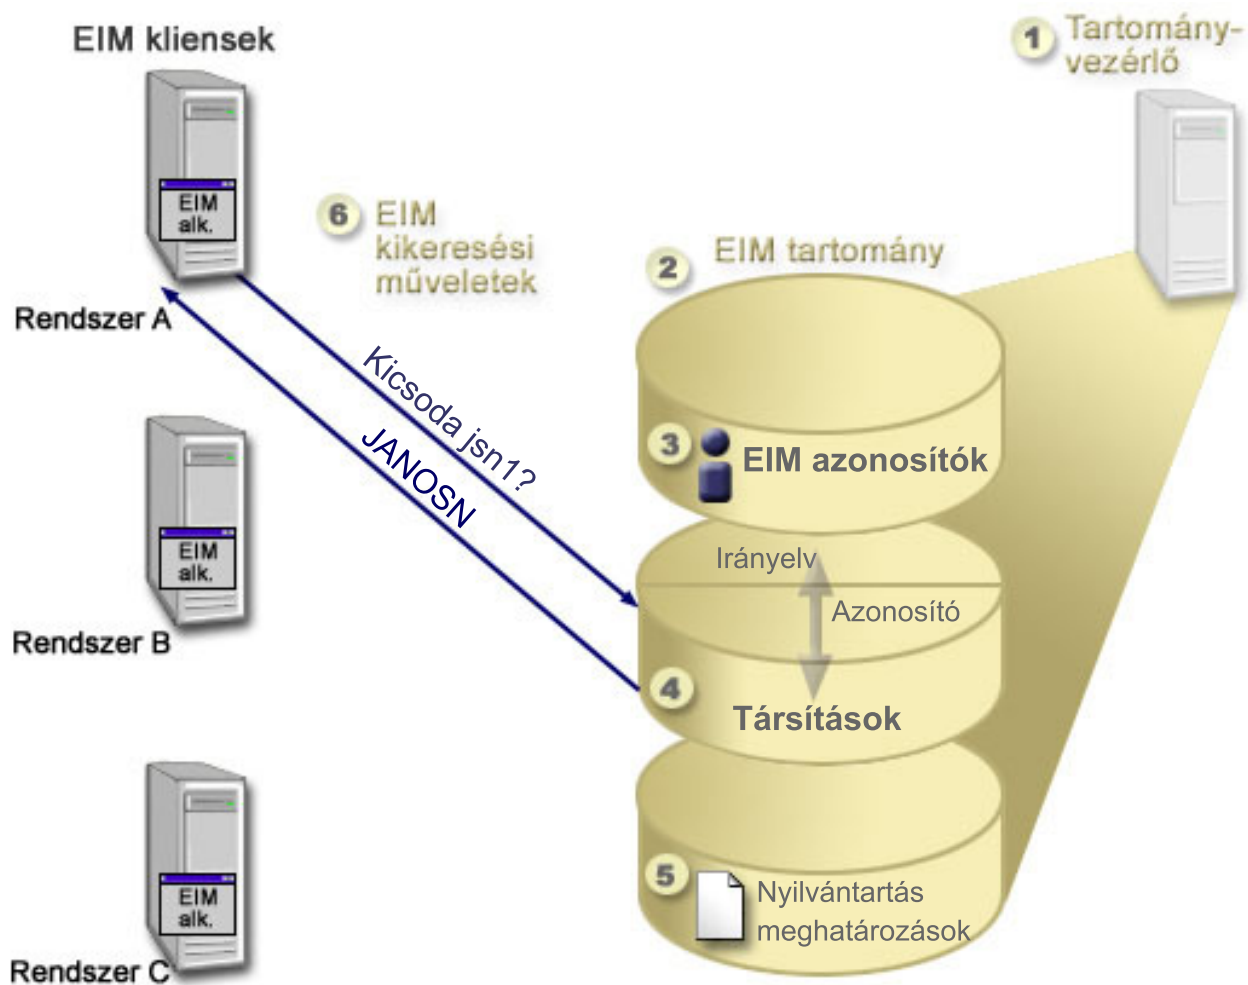 EIM kliensek
1 Tartomány-
vezérlő
EIM
alk.
Rendszer A
6 EIM
kikeresési
műveletek
2 EIM tartomány
Kicsoda jsn1?
JANOSN
3 EIM azonosítók
EIM
alk.
Rendszer B
Irányelv
Azonosító
4
Társítások
EIM
alk.
Rendszer C
5 Nyilvántartás
meghatározások